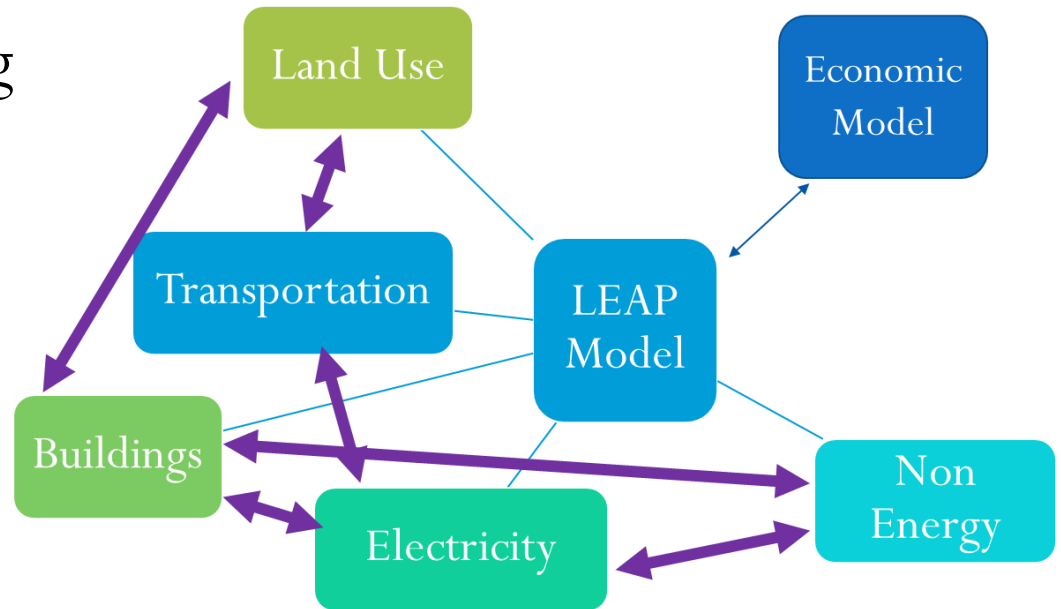 g
Land Use
Economic
Model
Transportation
LEAP
Model
Buildings
Non
Energy
Electricity